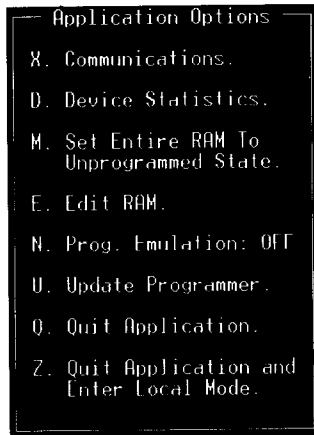 Application Options
X. Communications.
D. Device Statistics.
M. Set Entire RAM To
Unprogrammed State.
E. Edit RAM.
N. Prog. Emulation: OFF
U. Update Programmer.
Q. Quit Application.
Z. Quit Application and
Enter Local Mode.